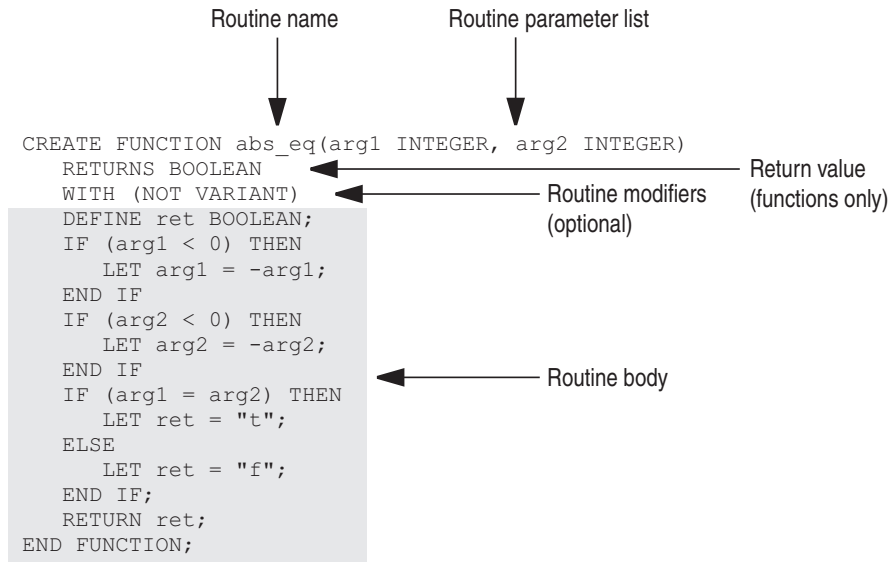 Routine name
Routine parameter list
CREATE FUNCTION abs_eq(arg1 INTEGER, arg2 INTEGER)
RETURNS BOOLEAN
Return value
(functions only)
WITH (NOT VARIANT)
Routine modifiers
(optional)
DEFINE ret BOOLEAN;
IF (arg1 < 0) THEN
LET arg1 = -arg1;
END IF
IF (arg2 < 0) THEN
LET arg2 = -arg2;
END IF
Routine body
IF (arg1 = arg2) THEN
LET ret = "t";
ELSE
LET ret = "f";
END IF;
RETURN ret;
END FUNCTION;